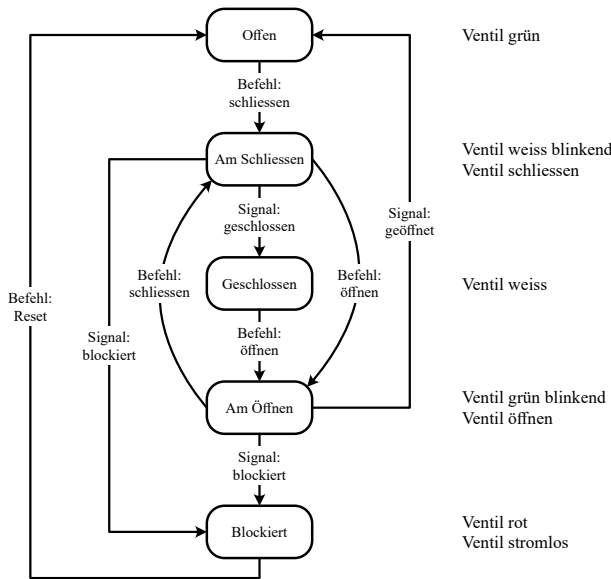 Offen
Ventil grün
Befehl:
schliessen
Am Schliessen
Ventil weiss blinkend
Ventil schliessen
Signal:
geschlossen
Signal:
geöffnet
Befehl:
schliessen
Geschlossen
Befehl:
öffnen
Ventil weiss
Befehl:
Reset
Signal:
blockiert
Befehl:
öffnen
Am Öffnen
Ventil grün blinkend
Ventil öffnen
Signal:
blockiert
Blockiert
Ventil rot
Ventil stromlos